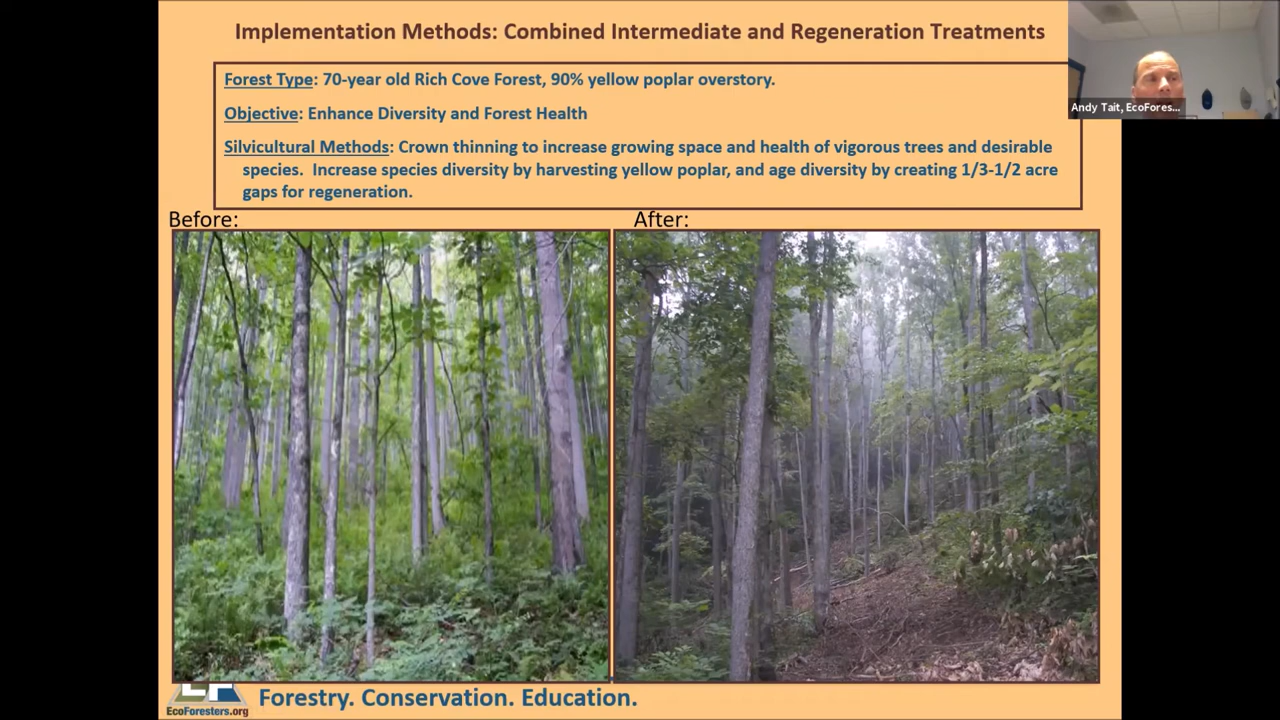 Implementation Methods: Combined Intermediate and Regeneration Treatments
Andy Tait, EcoFores...
Forest Type: 70-year old Rich Cove Forest, 90% yellow poplar overstory.
Objective: Enhance Diversity and Forest Health
Silvicultural Methods: Crown thinning to increase growing space and health of vigorous trees and desirable
species. Increase species diversity by harvesting yellow poplar, and age diversity by creating 1/3-1/2 acre
gaps for regeneration.
Before:
After:
EcoForesters.org
Forestry. Conservation. Education.